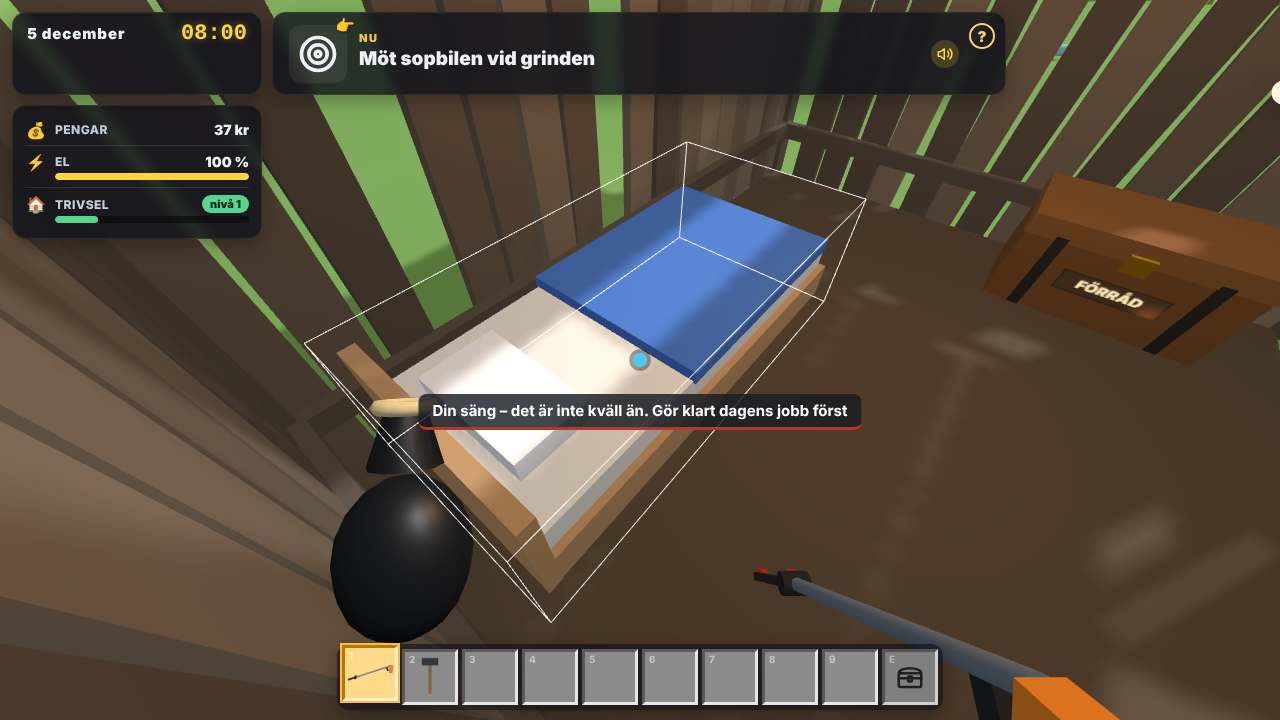 5 december
08:00
NU
Möt sopbilen vid grinden
?
PENGAR
37 kr
EL
100 %
TRIVSEL
nivå 1
FÖRRÅD
Din säng – det är inte kväll än. Gör klart dagens jobb först
2
3
4
5
6
7
8
9
E